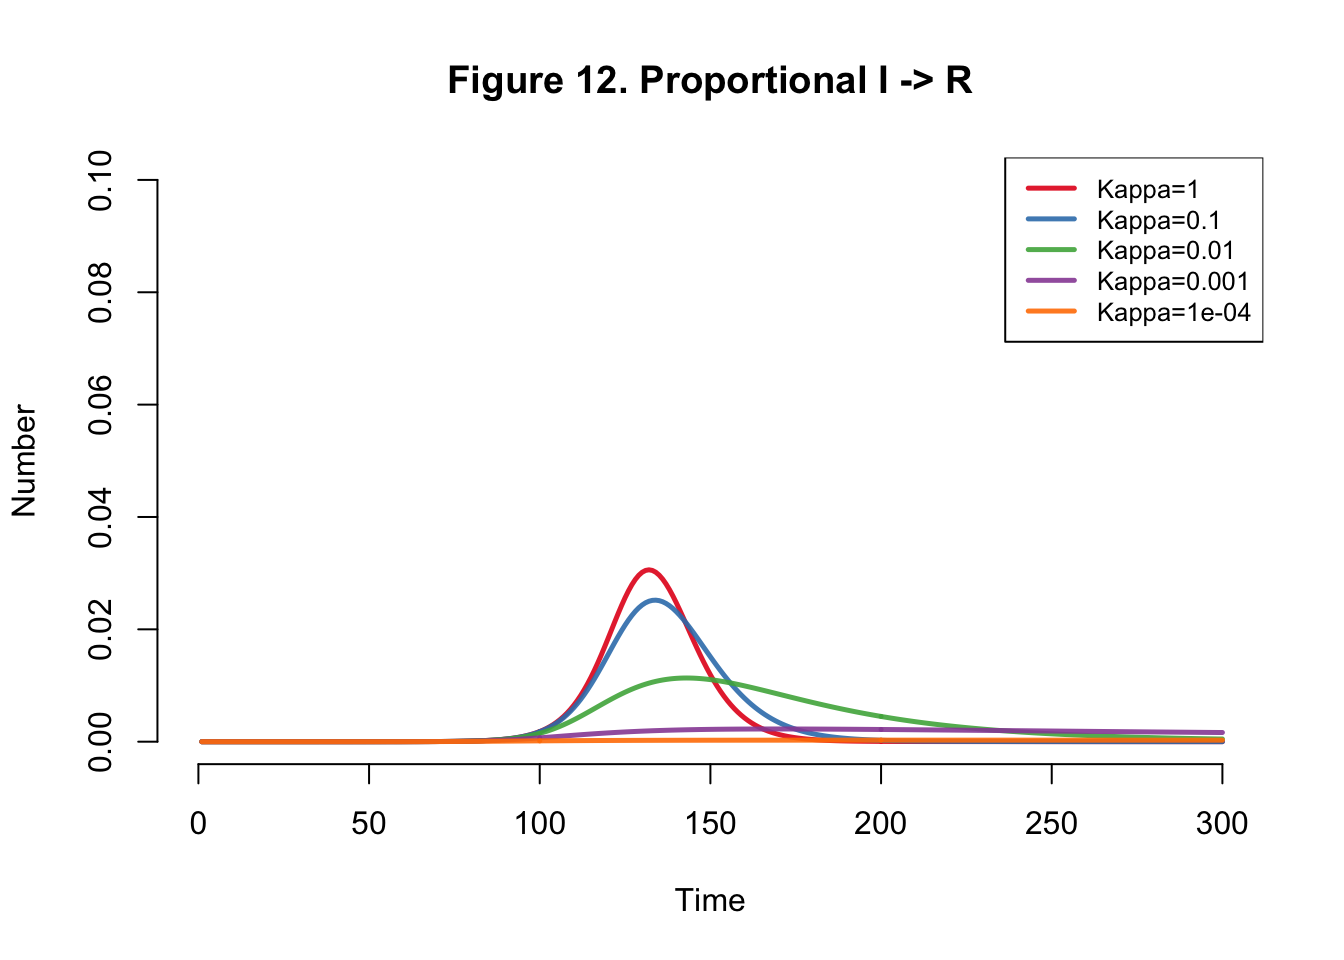 Figure 12. Proportional I -> R
Kappa=1
Kappa=0.1
Kappa=0.01
Kappa=0.001
Kappa=1e-04
Number
0.10
0.08
0.06
0.04
0.02
0.00
0 50 100 150 200 250 300
Time